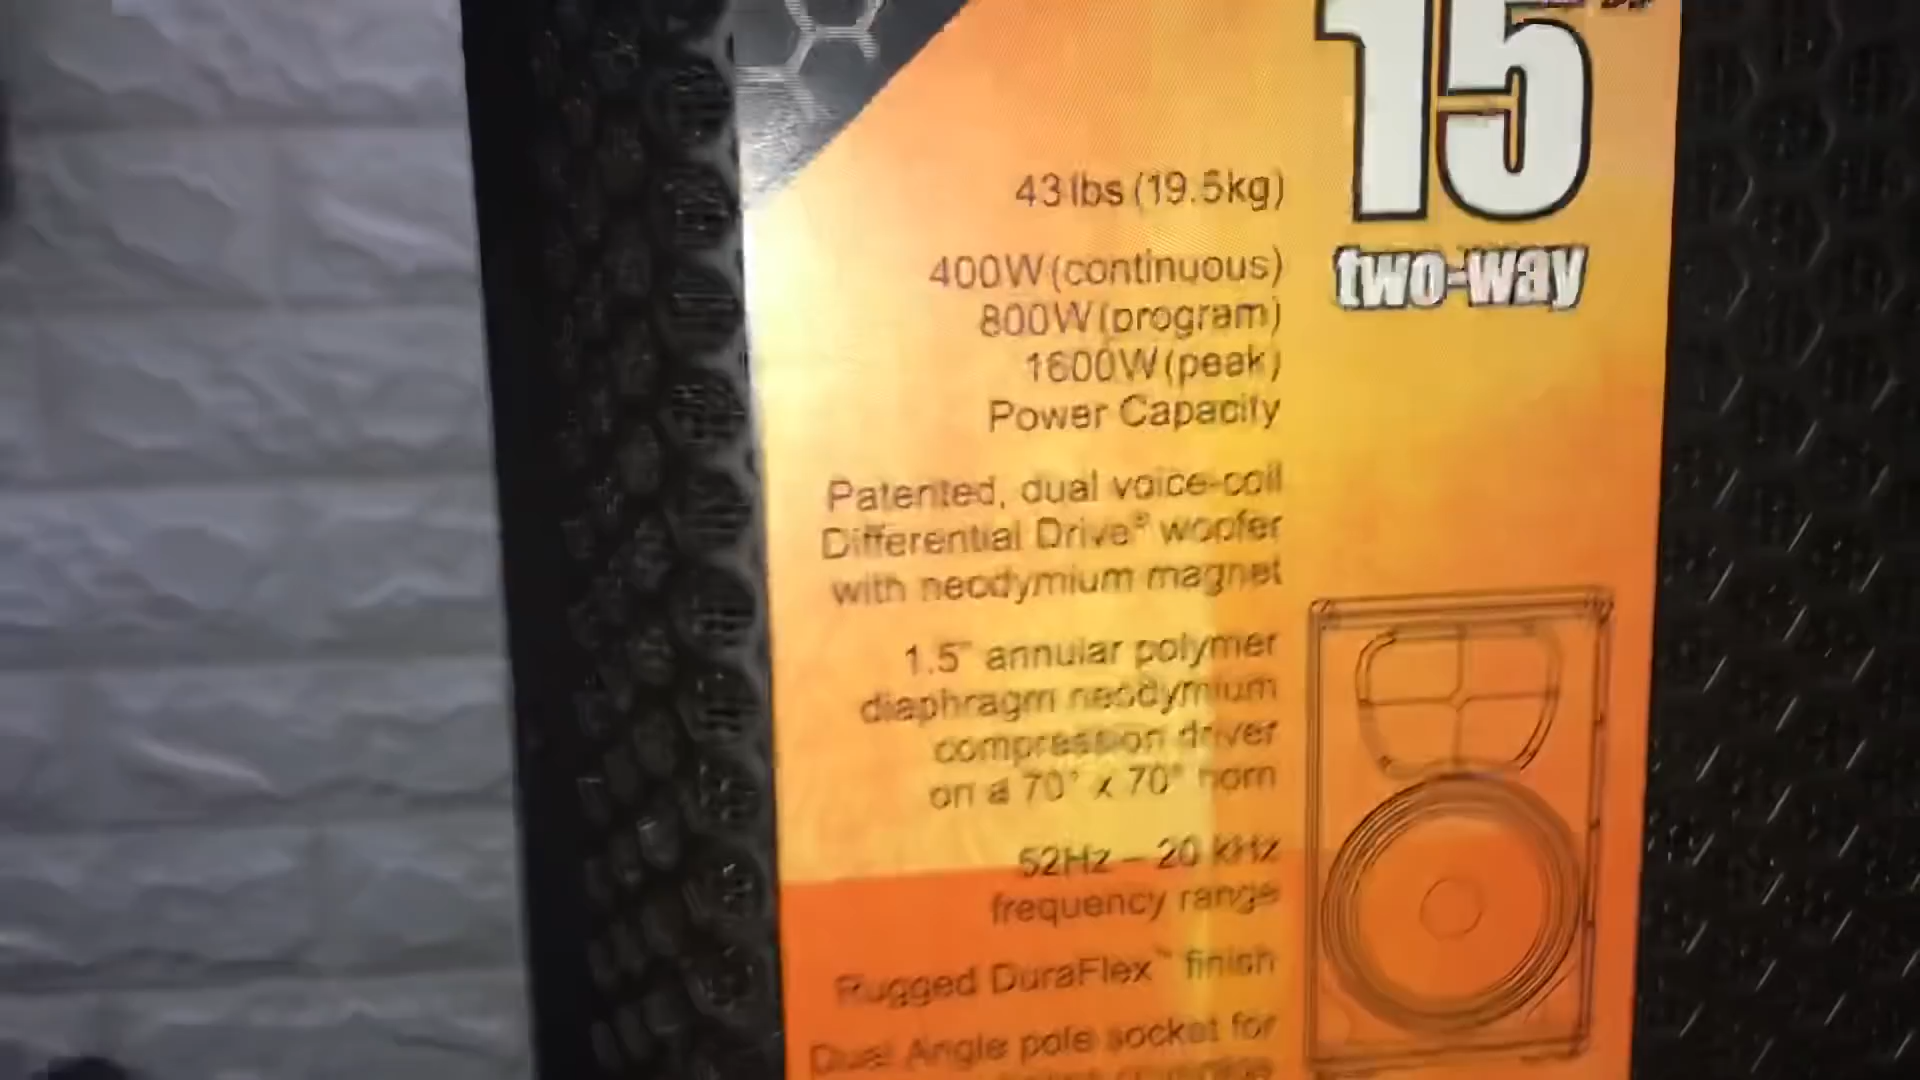 15"
two-way
43 lbs (19.5kg)
400W (continuous)
800W (program)
1600W (peak)
Power Capacity
Patented, dual voice-coil
Differential Drive® woofer
with neodymium magnet
1.5" annular polymer
diaphragm neodymium
compression driver
on a 70° x 70° horn
52Hz – 20 kHz
frequency range
Rugged DuraFlex™ finish
Dual Angle pole socket for